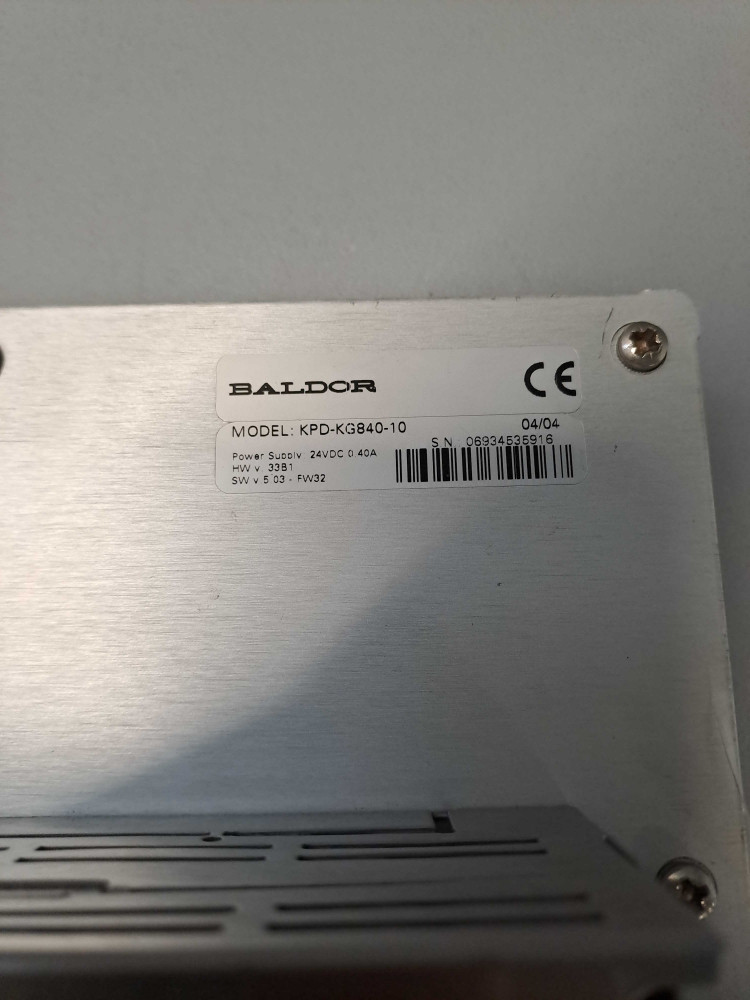 BALDOR
CE
MODEL: KPD-KG840-10
04/04
S N 06934535916
Power Supply 24VDC 0.40A
HW v. 33B1
SW v 5.03 - FW32